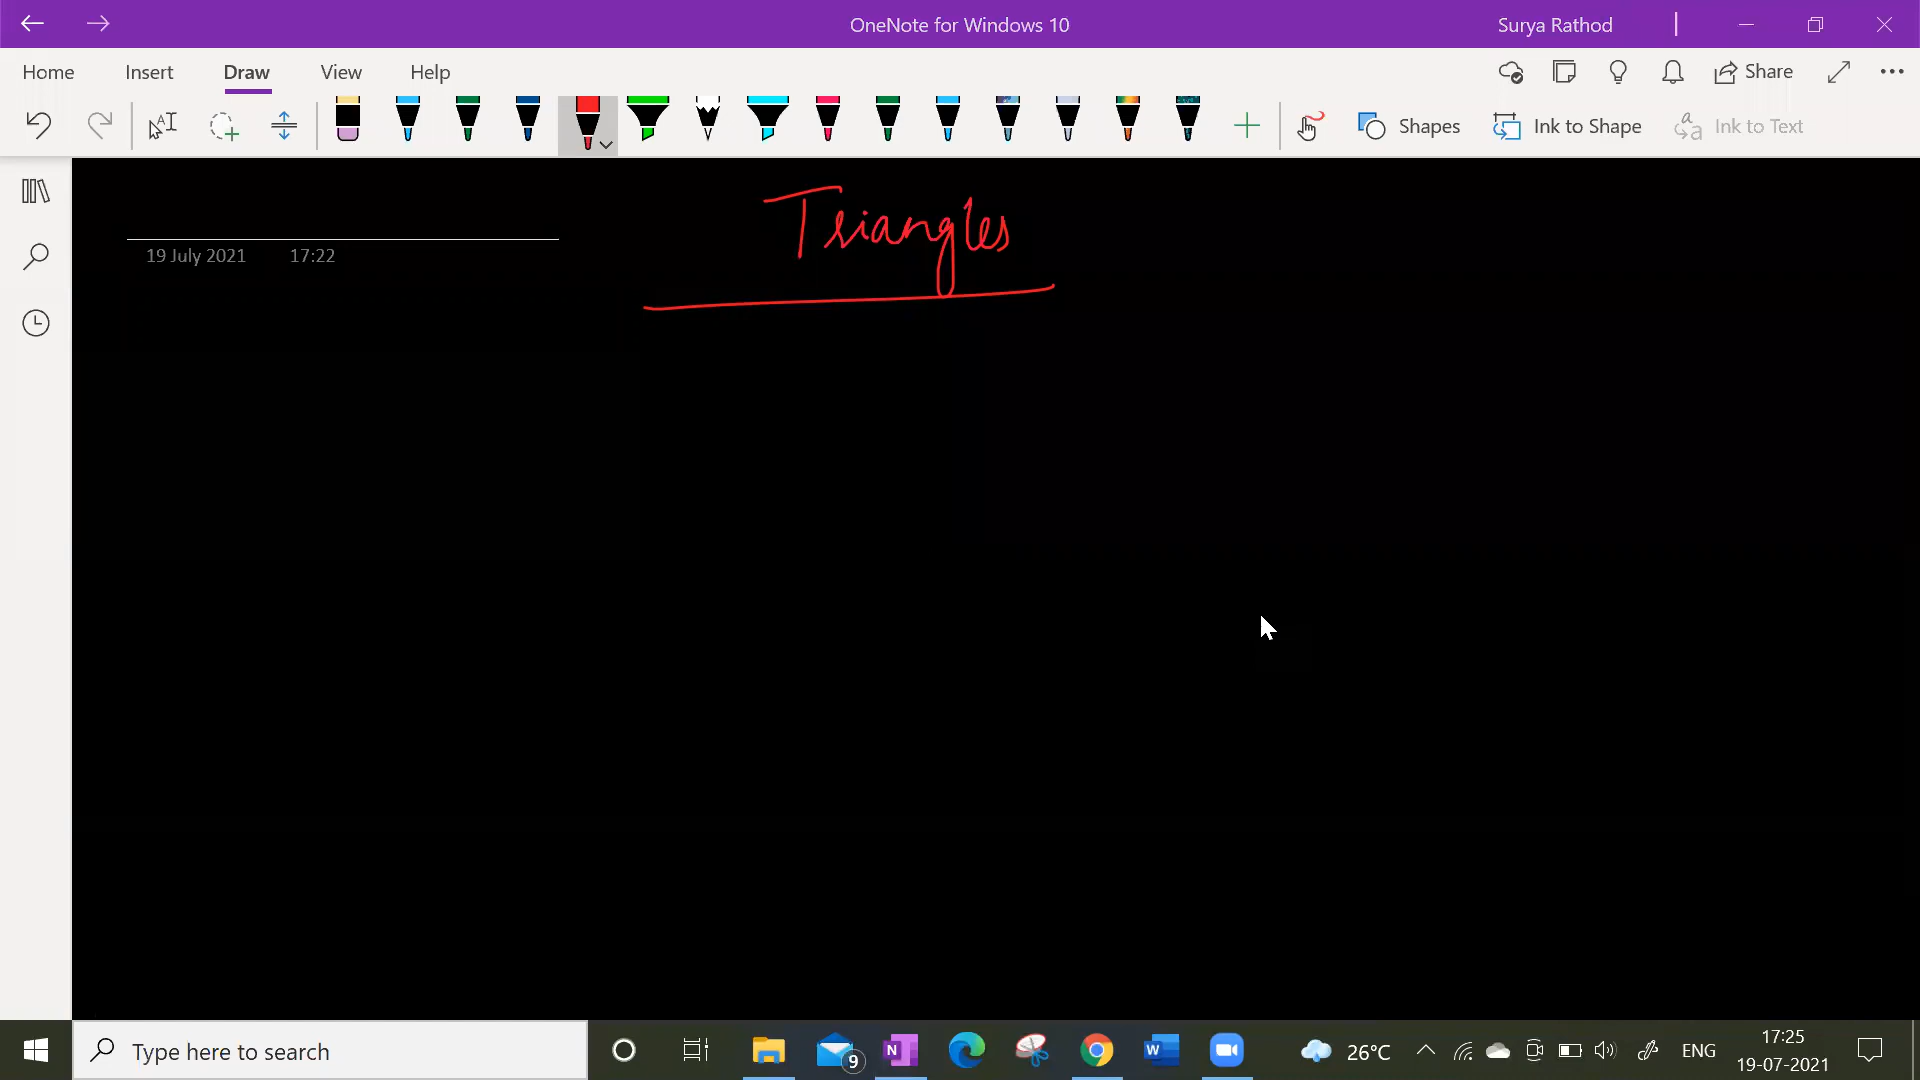 OneNote for Windows 10
Surya Rathod
Home Insert Draw View Help
Share
Shapes Ink to Shape Ink to Text
Triangles
19 July 2021 17:22
Type here to search
9
26°C
ENG
17:25
19-07-2021